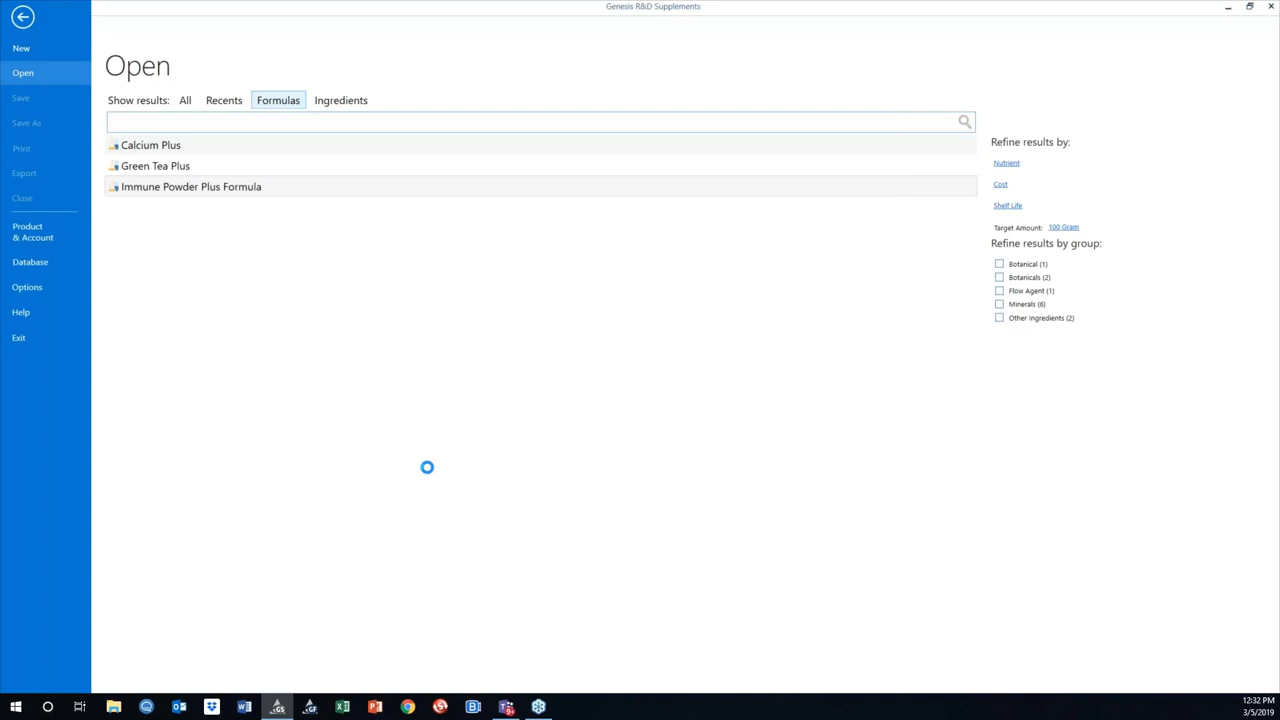 Genesis R&D Supplements
New
Open
Save
Save As
Print
Export
Close
Product
& Account
Database
Options
Help
Exit
Open
Show results: All Recents Formulas Ingredients
Calcium Plus
Green Tea Plus
Immune Powder Plus Formula
Refine results by:
Nutrient
Cost
Shelf Life
Target Amount: 100 Gram
Refine results by group:
Botanical (1)
Botanicals (2)
Flow Agent (1)
Minerals (6)
Other Ingredients (2)
12:32 PM
3/5/2019